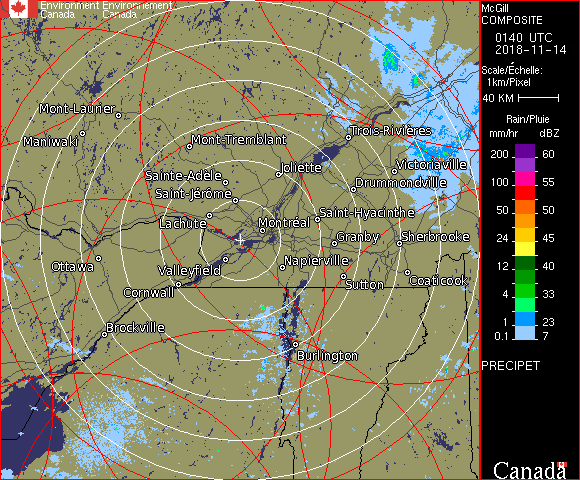 Environment Environnement
Canada Canada
McGill
COMPOSITE
0140 UTC
2018-11-14
Scale/Échelle:
1km/Pixel
40 KM
Rain/Pluie
mm/hr dBZ
200 60
100 55
50 50
24 45
12 40
4 33
1 23
0.1 7
PRECIPET
Canada
Mont-Laurier
Maniwaki
Mont-Tremblant
Trois-Rivières
Sainte-Adèle
Joliette
Victoriaville
Saint-Jérôme
Drummondville
Lachute
Montréal
Saint-Hyacinthe
Granby
Sherbrooke
Ottawa
Valleyfield
Napierville
Cornwall
Sutton
Coaticook
Brockville
Burlington